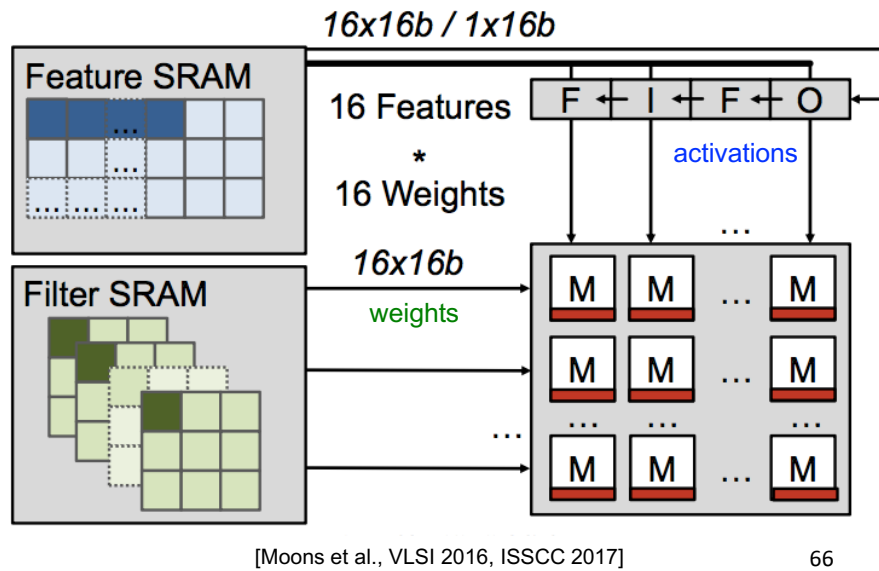 16x16b / 1x16b
Feature SRAM
...
...
... ... ...
F I F O
16 Features
*
16 Weights
activations
...
16x16b
weights
Filter SRAM
M M ... M
M M ... M
... ... ... ...
M M ... M
[Moons et al., VLSI 2016, ISSCC 2017]
66